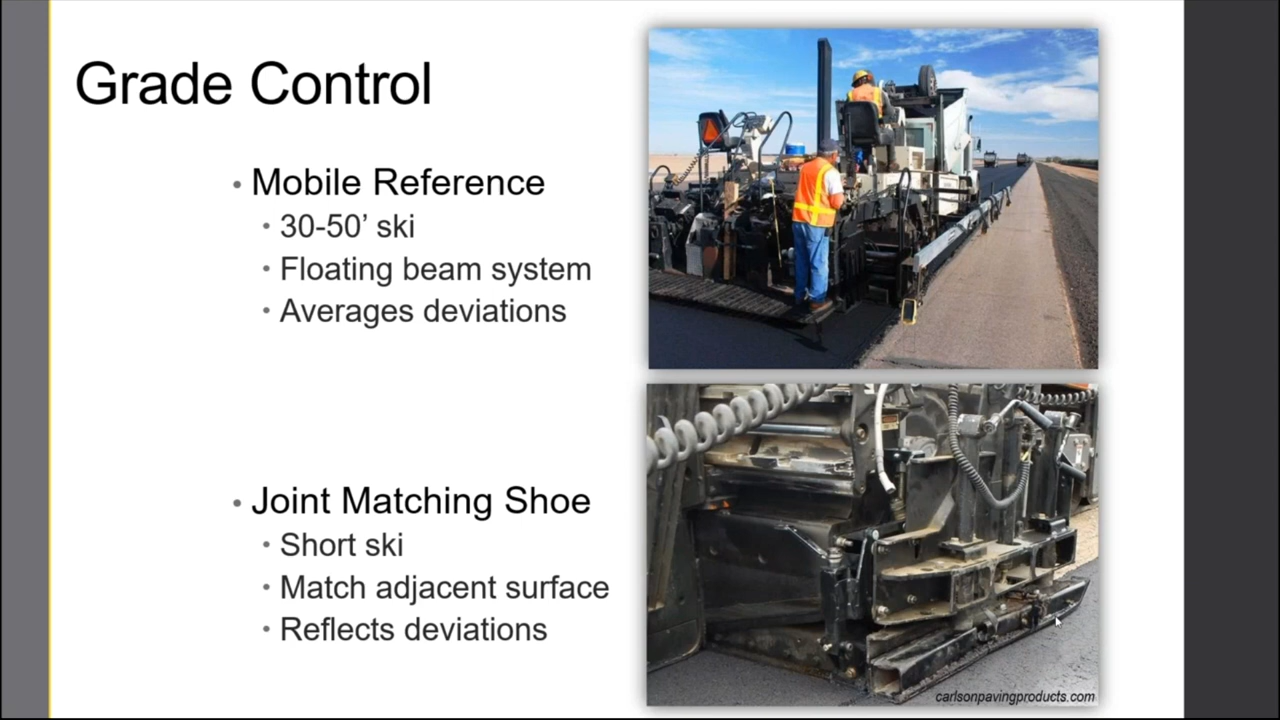 Grade Control
• Mobile Reference
• 30-50’ ski
• Floating beam system
• Averages deviations
• Joint Matching Shoe
• Short ski
• Match adjacent surface
• Reflects deviations
carlsonpavingproducts.com